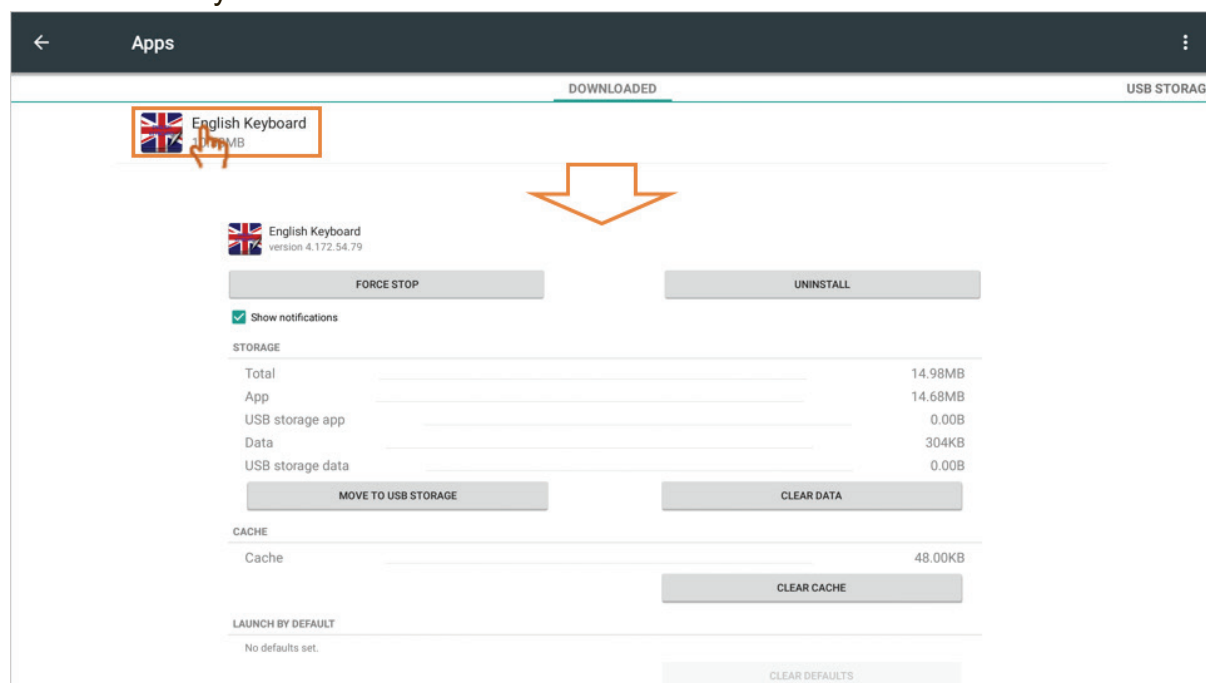 Apps
DOWNLOADED USB STORAG
English Keyboard
MB
English Keyboard
version 4.172.54.79
FORCE STOP UNINSTALL
Show notifications
STORAGE
Total 14.98MB
App 14.68MB
USB storage app 0.00B
Data 304KB
USB storage data 0.00B
MOVE TO USB STORAGE CLEAR DATA
CACHE
Cache 48.00KB
CLEAR CACHE
LAUNCH BY DEFAULT
No defaults set.
CLEAR DEFAULTS